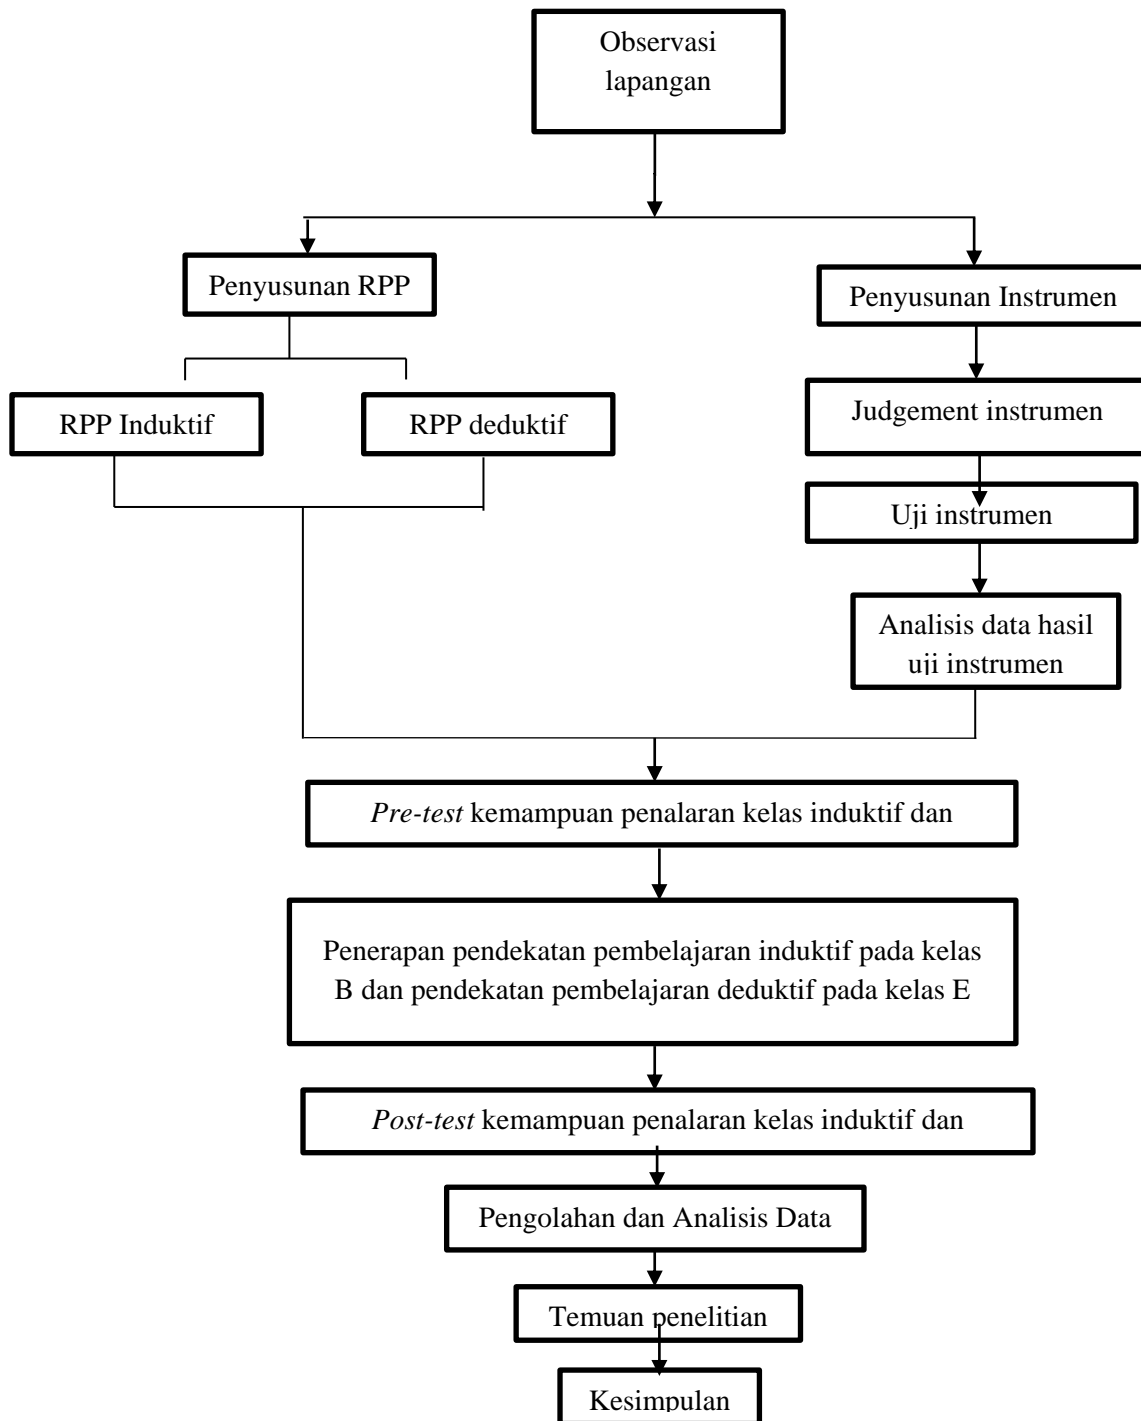 Observasi
lapangan
Penyusunan RPP
Penyusunan Instrumen
RPP Induktif
RPP deduktif
Judgement instrumen
Uji instrumen
Analisis data hasil
uji instrumen
Pre-test kemampuan penalaran kelas induktif dan
Penerapan pendekatan pembelajaran induktif pada kelas
B dan pendekatan pembelajaran deduktif pada kelas E
Post-test kemampuan penalaran kelas induktif dan
Pengolahan dan Analisis Data
Temuan penelitian
Kesimpulan